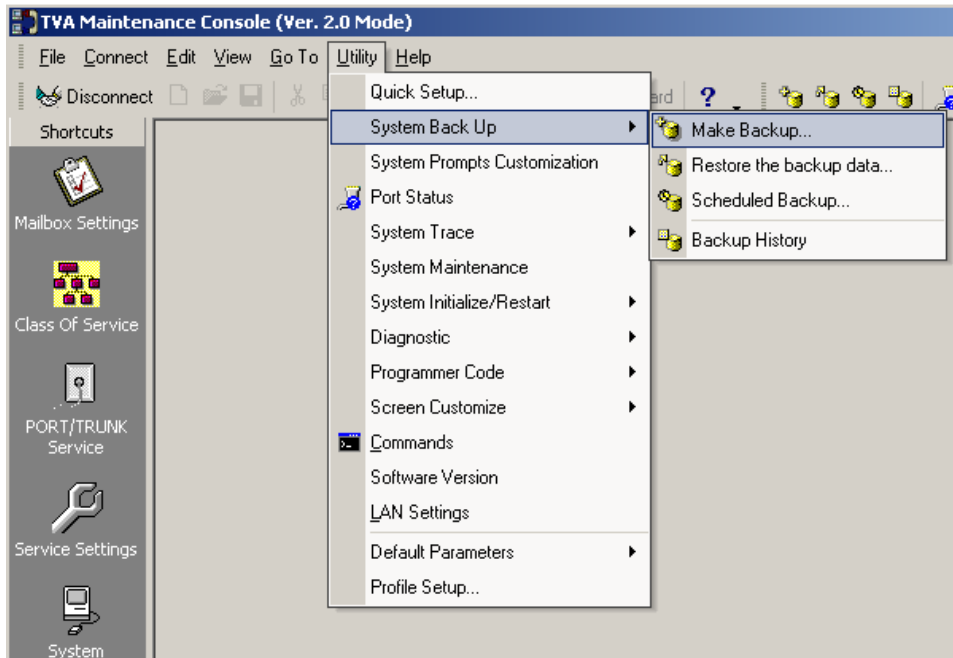 TVA Maintenance Console (Ver. 2.0 Mode)
File Connect Edit View Go To Utility Help
Disconnect ard ?
Shortcuts
Mailbox Settings
Class Of Service
PORT/TRUNK
Service
Service Settings
System
Quick Setup...
System Back Up
System Prompts Customization
Port Status
System Trace
System Maintenance
System Initialize/Restart
Diagnostic
Programmer Code
Screen Customize
Commands
Software Version
LAN Settings
Default Parameters
Profile Setup...
Make Backup...
Restore the backup data...
Scheduled Backup...
Backup History